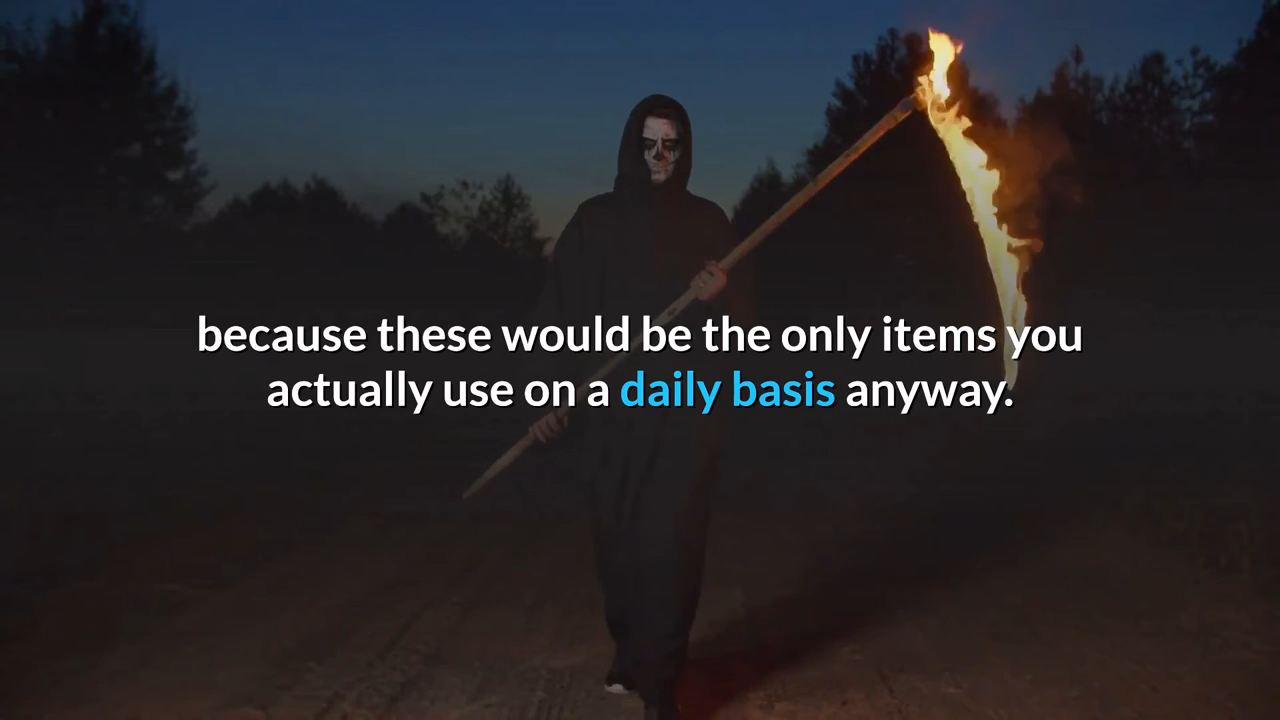 because these would be the only items you
actually use on a daily basis anyway.